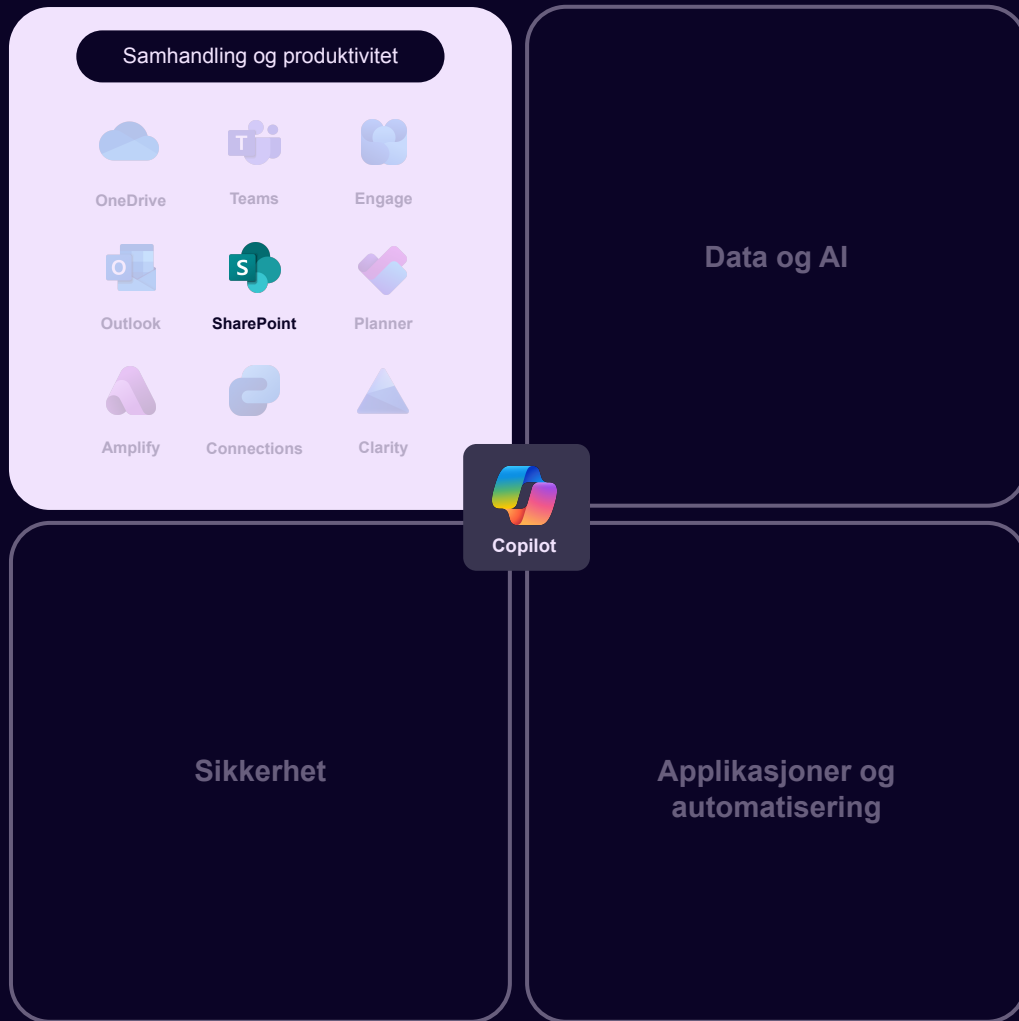 Samhandling og produktivitet
OneDrive
Teams
Engage
Outlook
SharePoint
Planner
Amplify
Connections
Clarity
Data og AI
Copilot
Sikkerhet
Applikasjoner og
automatisering
T
O
S